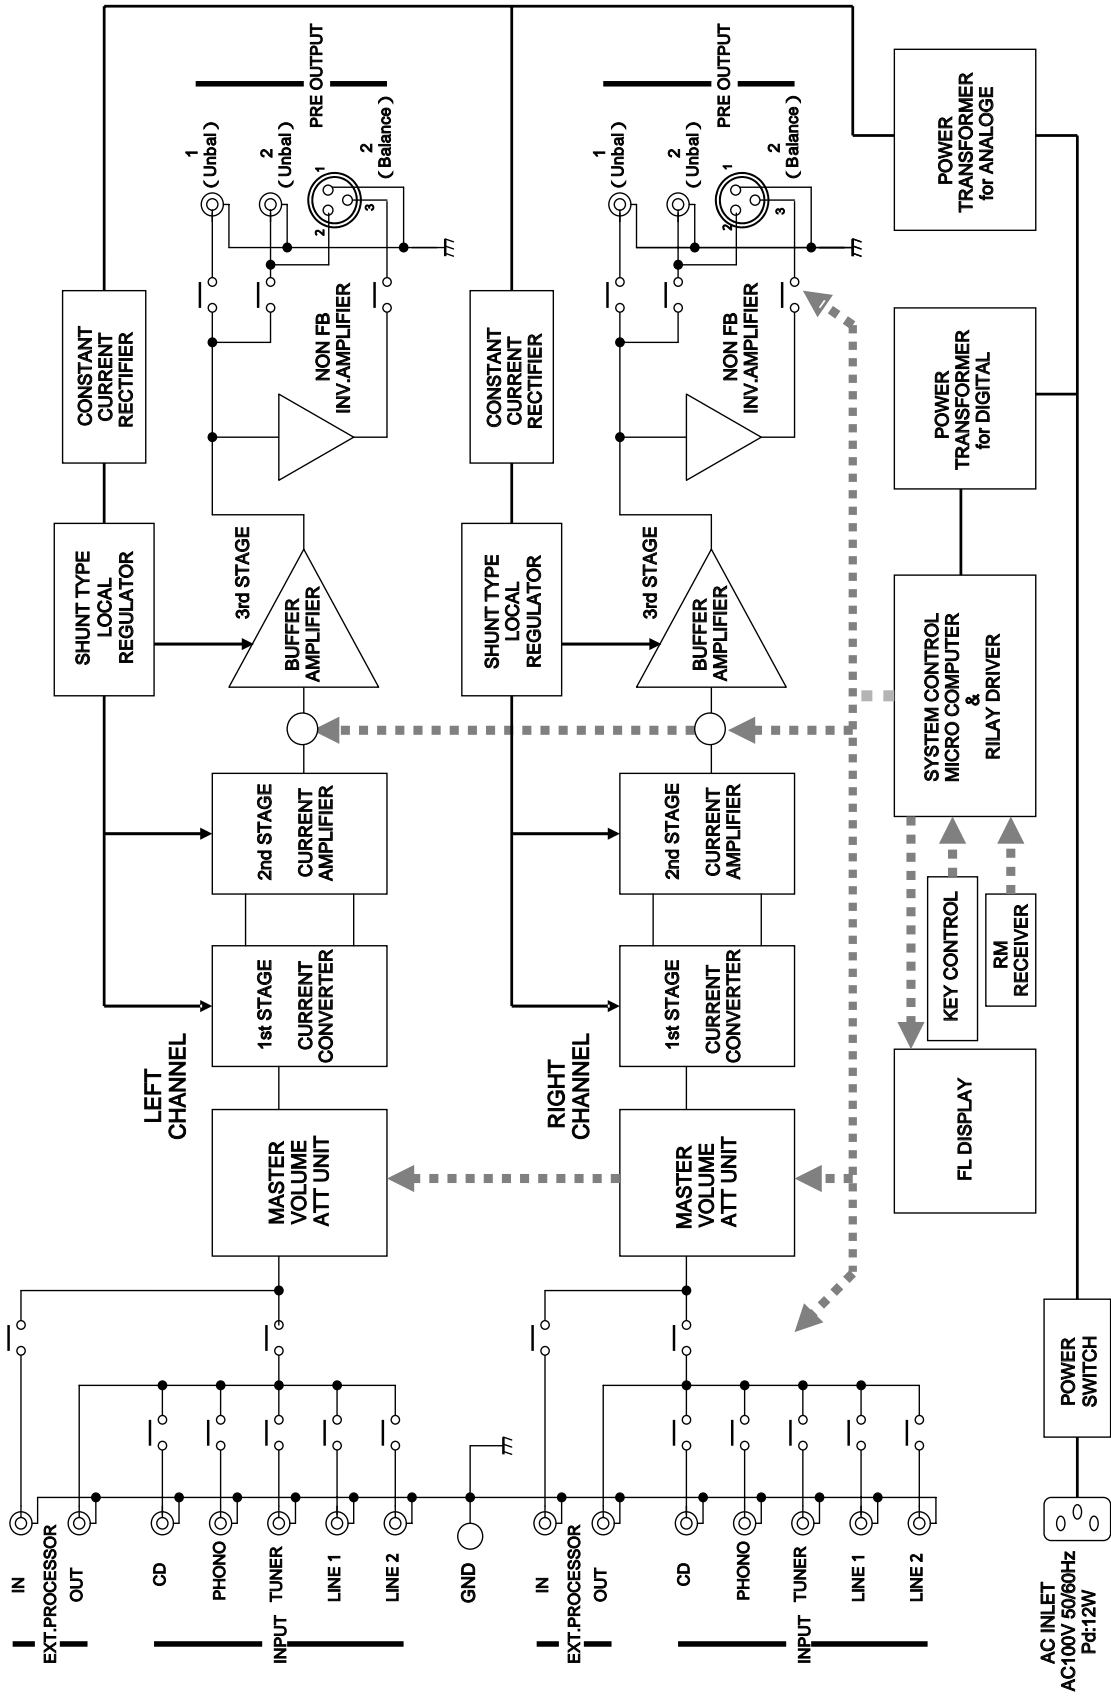 IN
EXT.PROCESSOR
OUT
CD
PHONO
TUNER
INPUT
LINE 1
LINE 2
GND
LEFT
CHANNEL
MASTER
VOLUME
ATT UNIT
1st STAGE
CURRENT
CONVERTER
2nd STAGE
CURRENT
AMPLIFIER
SHUNT TYPE
LOCAL
REGULATOR
3rd STAGE
BUFFER
AMPLIFIER
CONSTANT
CURRENT
RECTIFIER
NON FB
INV.AMPLIFIER
1
( Unbal )
2
( Unbal )
1
2
3
2
( Balance )
PRE OUTPUT
IN
EXT.PROCESSOR
OUT
CD
PHONO
TUNER
INPUT
LINE 1
LINE 2
RIGHT
CHANNEL
MASTER
VOLUME
ATT UNIT
1st STAGE
CURRENT
CONVERTER
2nd STAGE
CURRENT
AMPLIFIER
SHUNT TYPE
LOCAL
REGULATOR
3rd STAGE
BUFFER
AMPLIFIER
CONSTANT
CURRENT
RECTIFIER
NON FB
INV.AMPLIFIER
1
( Unbal )
2
( Unbal )
1
2
3
2
( Balance )
PRE OUTPUT
AC INLET
AC100V 50/60Hz
Pd:12W
POWER
SWITCH
FL DISPLAY
KEY CONTROL
RM
RECEIVER
SYSTEM CONTROL
MICRO COMPUTER
&
RILAY DRIVER
POWER
TRANSFORMER
for DIGITAL
POWER
TRANSFORMER
for ANALOGE